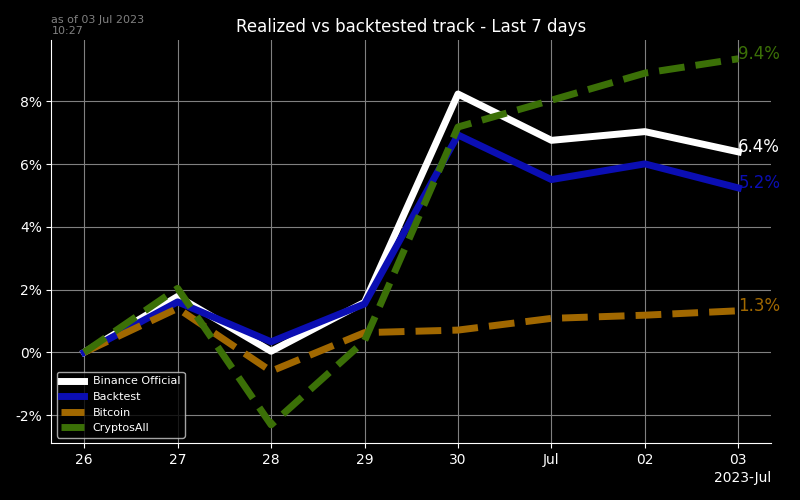 as of 03 Jul 2023
10:27
Realized vs backtested track - Last 7 days
9.4%
8%
6.4%
6%
5.2%
4%
2%
1.3%
0%
-2%
Binance Official
Backtest
Bitcoin
CryptosAll
26 27 28 29 30 Jul 02 03
2023-Jul